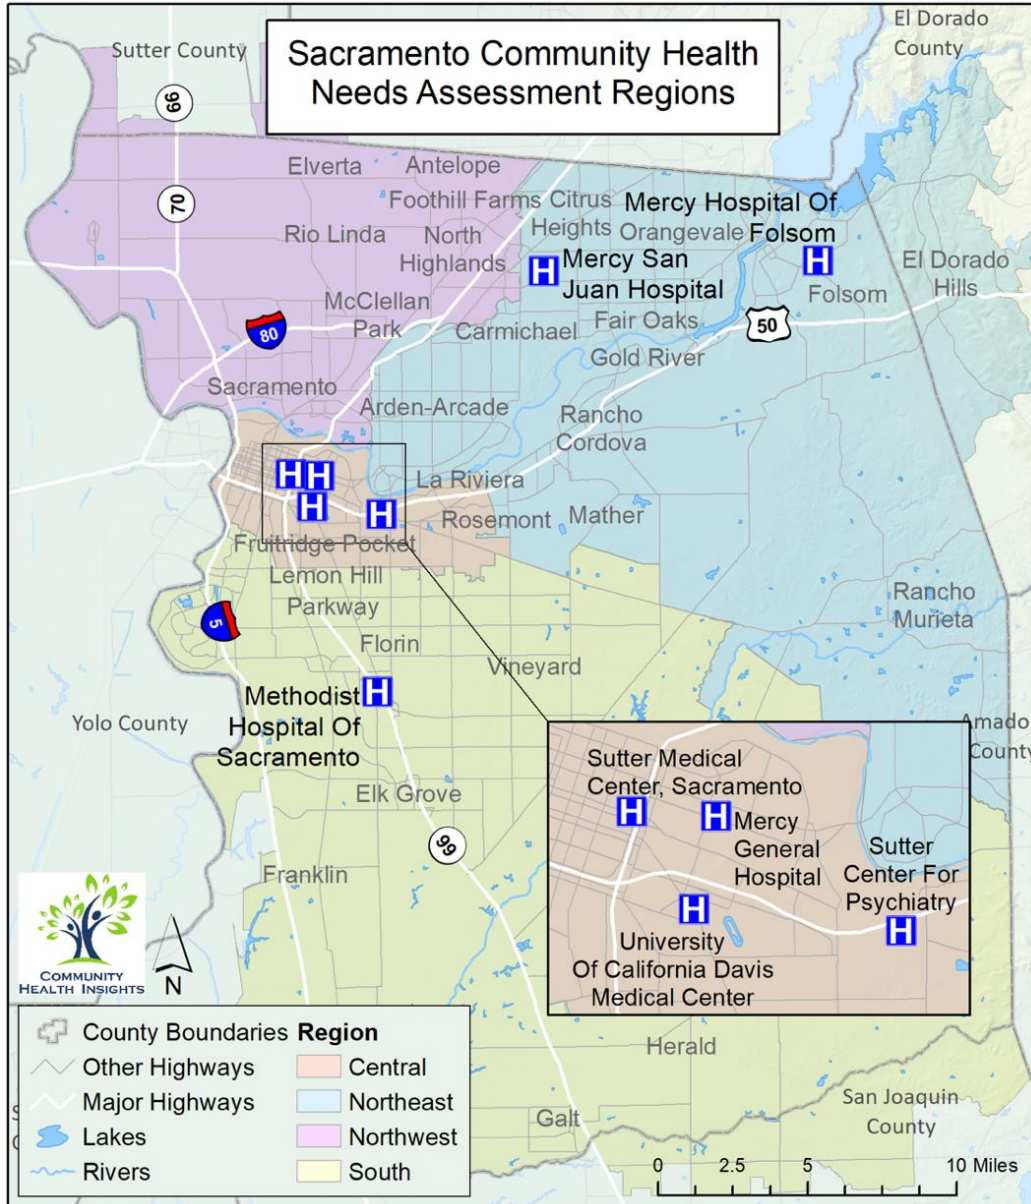 Sacramento Community Health
Needs Assessment Regions
Sutter County
El Dorado
County
99
70
Elverta
Antelope
Foothill Farms
Citrus
Heights
Mercy Hospital Of
Folsom
Orangevale
Rio Linda
North
Highlands
Mercy San
Juan Hospital
Folsom
El Dorado
Hills
McClellan
Park
80
Carmichael
Fair Oaks
50
Gold River
Sacramento
Arden-Arcade
Rancho
Cordova
H
H
H
H
H
H
La Riviera
Rosemont
Mather
Fruitridge Pocket
Lemon Hill
Parkway
Rancho
Murieta
5
Florin
Vineyard
Methodist
Hospital Of
Sacramento
H
Yolo County
Amado
County
Elk Grove
99
Franklin
Sutter Medical
Center, Sacramento
H
H
Mercy
General
Hospital
Sutter
Center For
Psychiatry
H
H
University
Of California Davis
Medical Center
COMMUNITY
HEALTH INSIGHTS
N
County Boundaries
Other Highways
Major Highways
Lakes
Rivers
Region
Central
Northeast
Northwest
South
Herald
Galt
San Joaquin
County
0 2.5 5 10 Miles